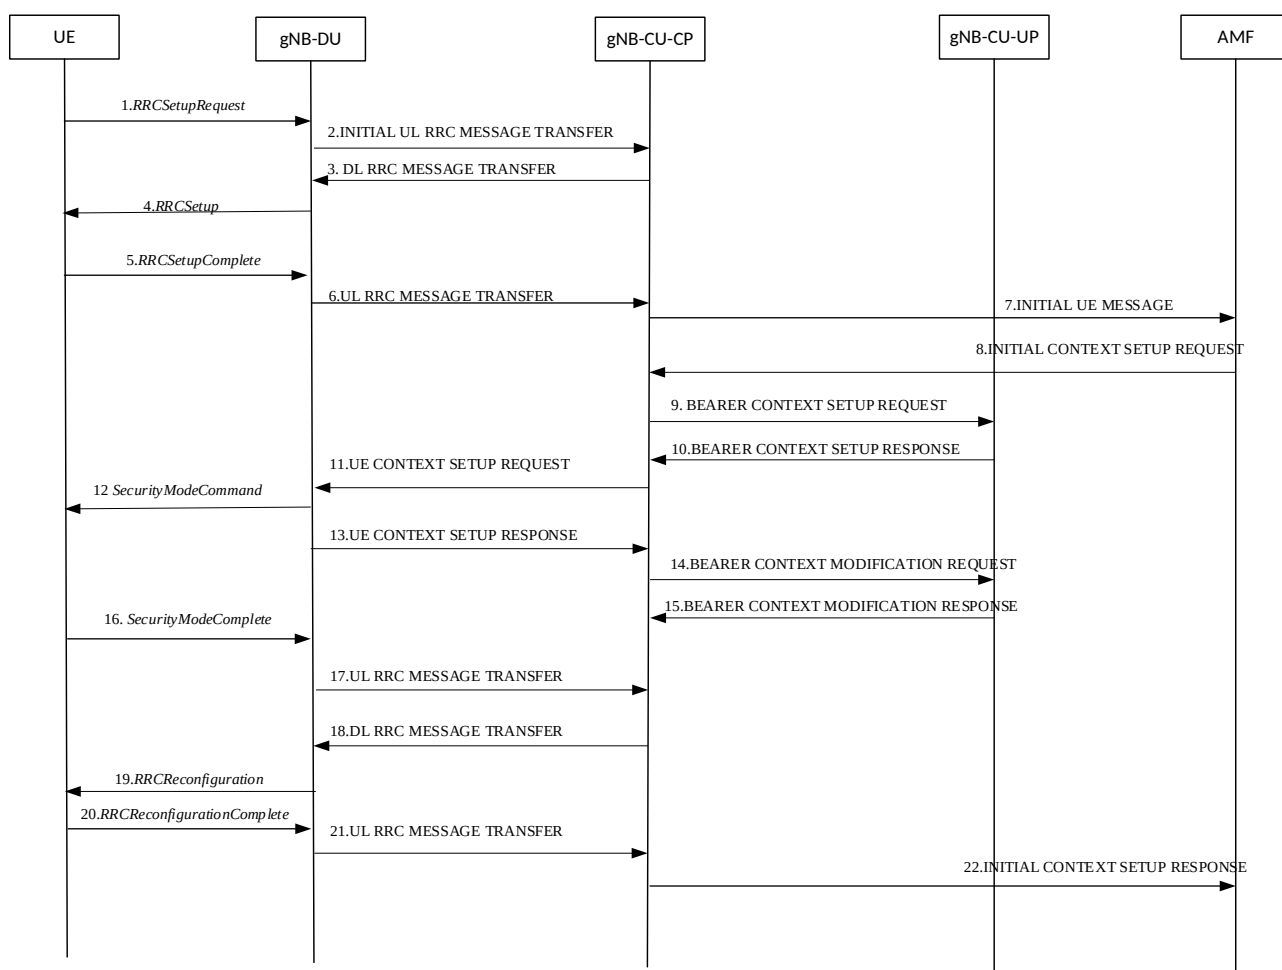 UE
gNB-DU
gNB-CU-CP
gNB-CU-UP
AMF
1.RRCSetupRequest
2.INITIAL UL RRC MESSAGE TRANSFER
3. DL RRC MESSAGE TRANSFER
4.RRCSetup
5.RRCSetupComplete
6.UL RRC MESSAGE TRANSFER
7.INITIAL UE MESSAGE
8.INITIAL CONTEXT SETUP REQUEST
9. BEARER CONTEXT SETUP REQUEST
10.BEARER CONTEXT SETUP RESPONSE
11.UE CONTEXT SETUP REQUEST
12 SecurityModeCommand
13.UE CONTEXT SETUP RESPONSE
14.BEARER CONTEXT MODIFICATION REQUEST
15.BEARER CONTEXT MODIFICATION RESPONSE
16. SecurityModeComplete
17.UL RRC MESSAGE TRANSFER
18.DL RRC MESSAGE TRANSFER
19.RRCReconfiguration
20.RRCReconfigurationComplete
21.UL RRC MESSAGE TRANSFER
22.INITIAL CONTEXT SETUP RESPONSE